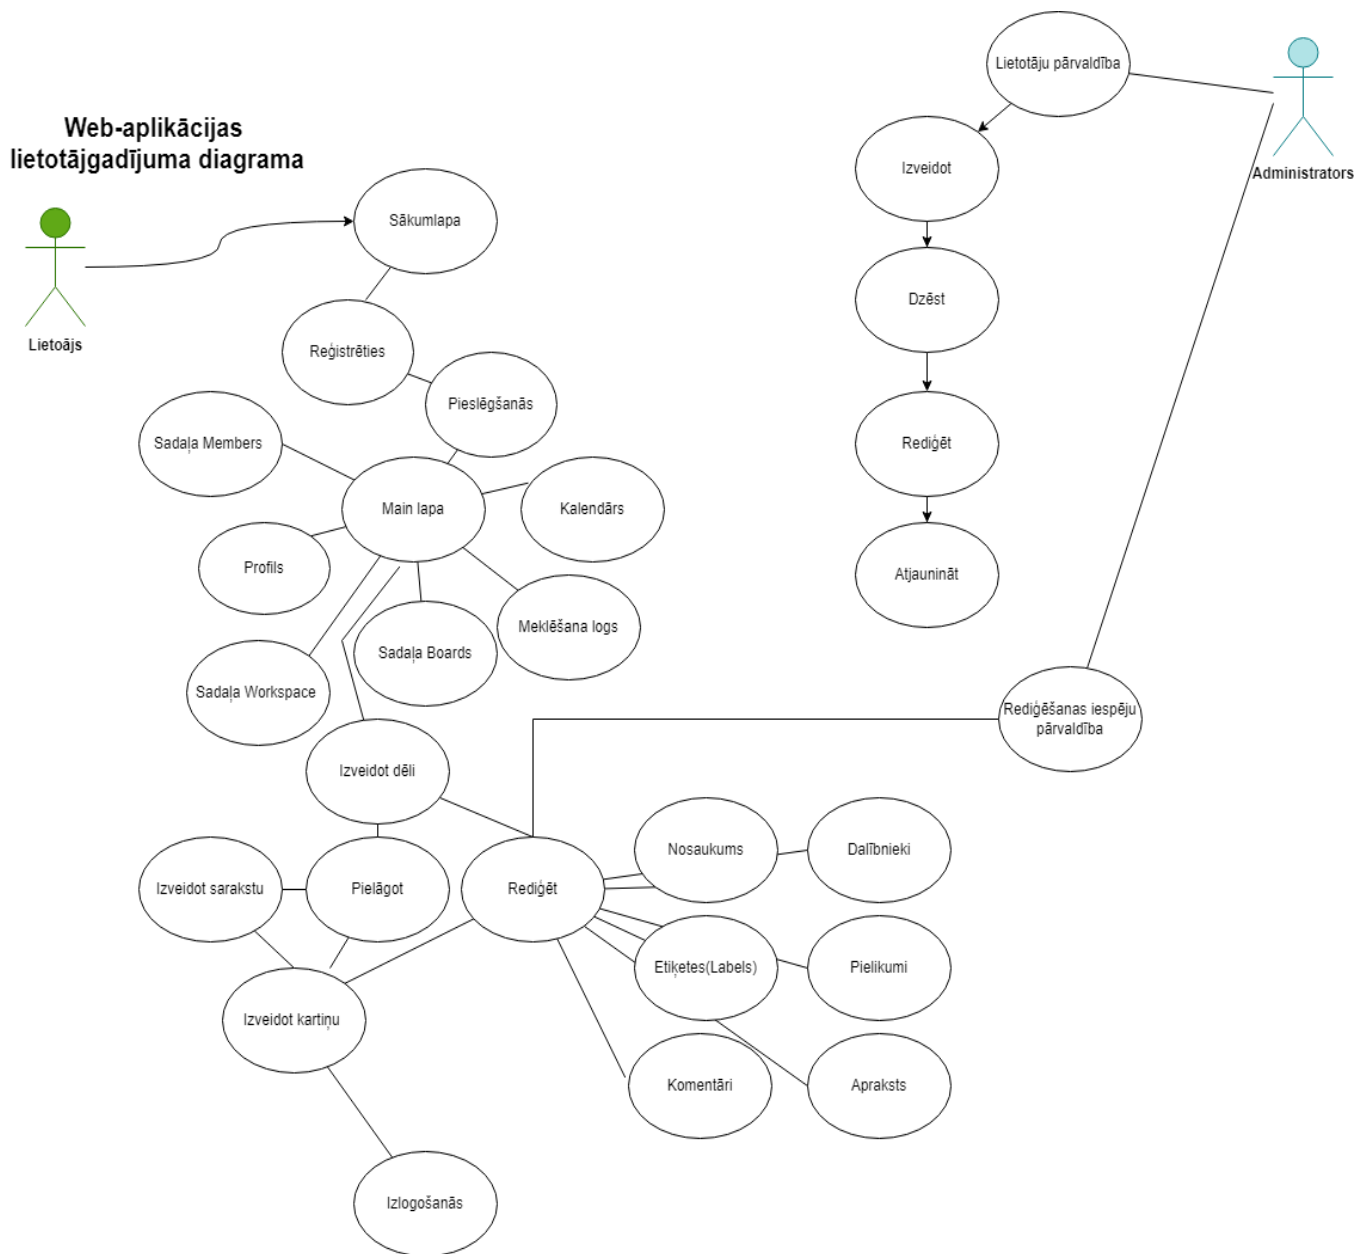 Lietotāju pārvaldība
Administrators
Web-aplikācijas
lietotājgadījuma diagrama
Izveidot
Sākumlapa
Lietoājs
Dzēst
Reģistrēties
Pieslēgšanās
Sadaļa Members
Rediģēt
Main lapa
Kalendārs
Profils
Atjaunināt
Meklēšana logs
Sadaļa Boards
Sadaļa Workspace
Rediģēšanas iespēju
pārvaldība
Izveidot dēli
Nosaukums
Dalībnieki
Izveidot sarakstu
Pielāgot
Rediģēt
Etiķetes(Labels)
Pielikumi
Izveidot kartiņu
Komentāri
Apraksts
Izlogošanās